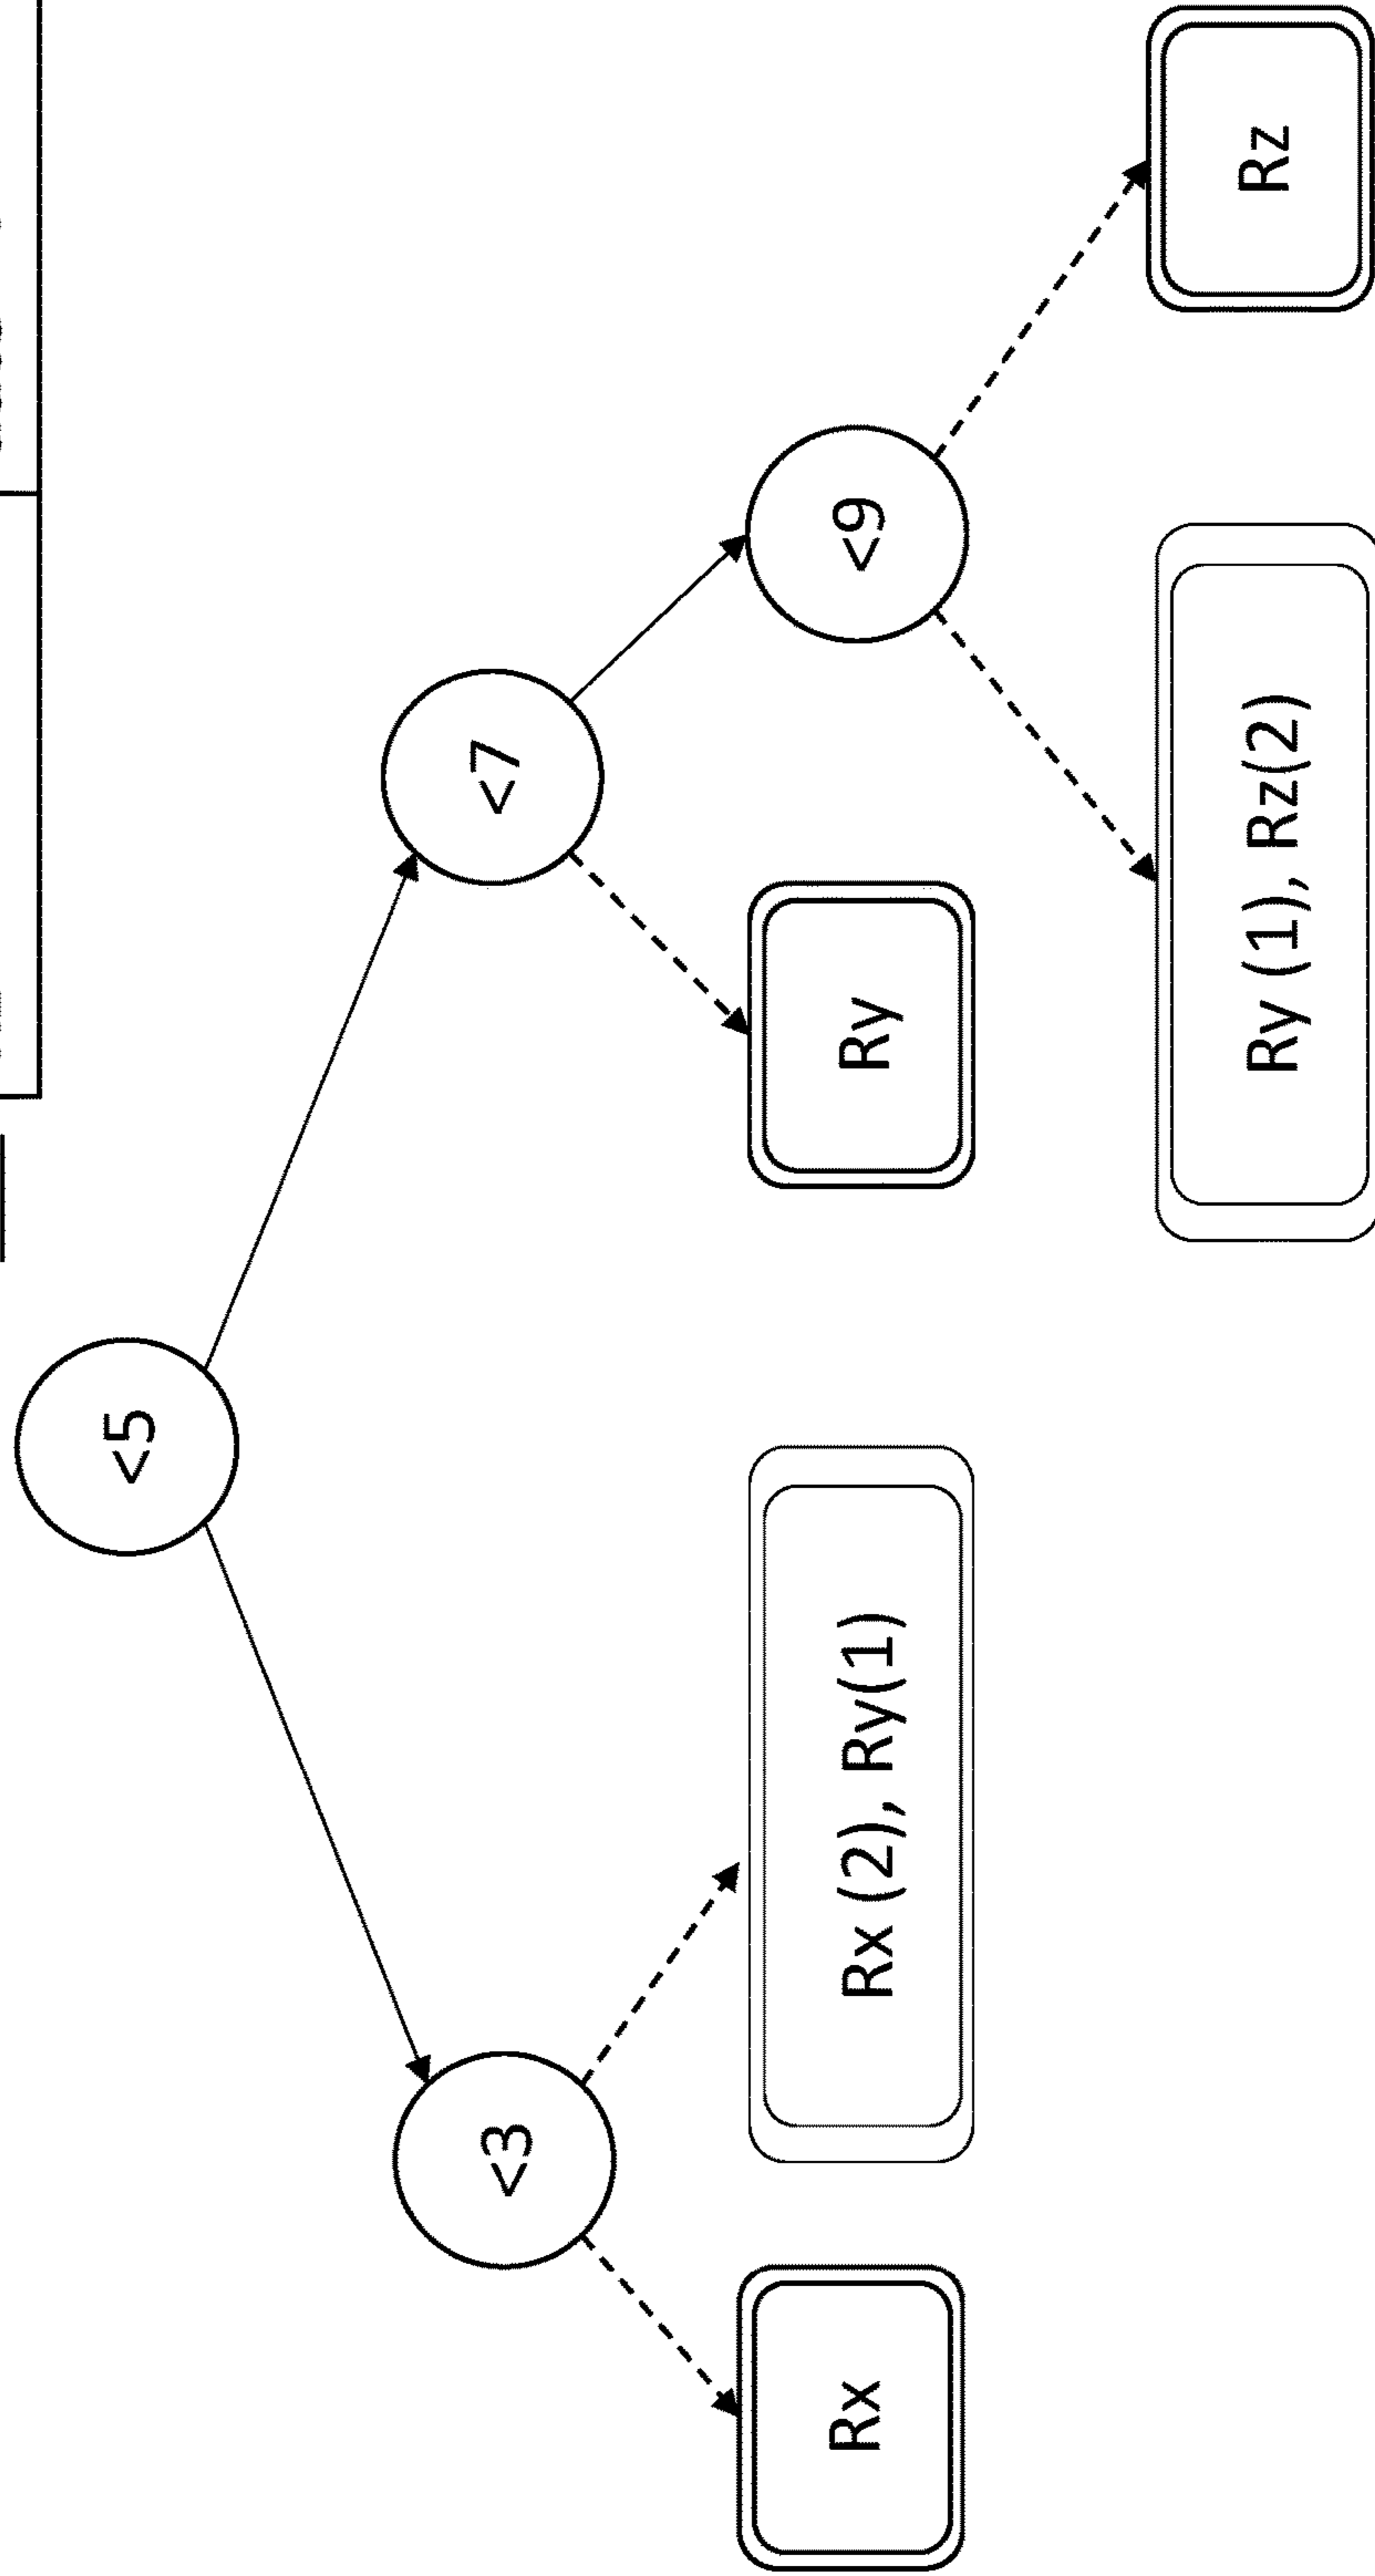 <5
<3
<7
Rx
Rx (2), Ry(1)
Ry
<9
Ry (1), Rz(2)
Rz